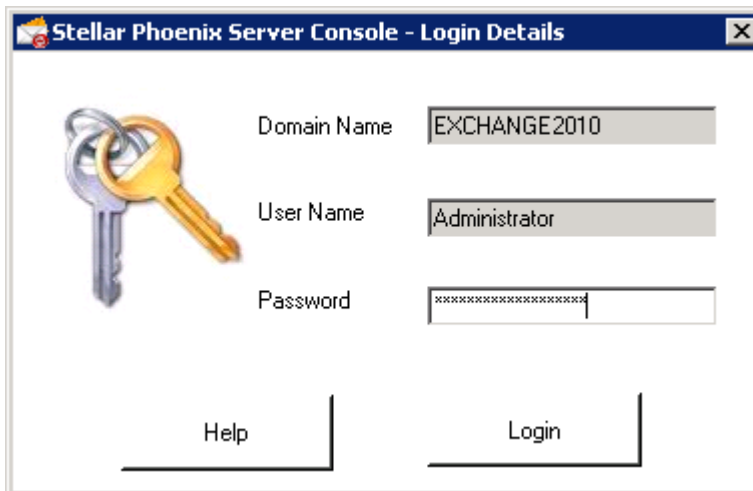 Stellar Phoenix Server Console - Login Details
Domain Name EXCHANGE2010
User Name Administrator
Password *******************
Help Login